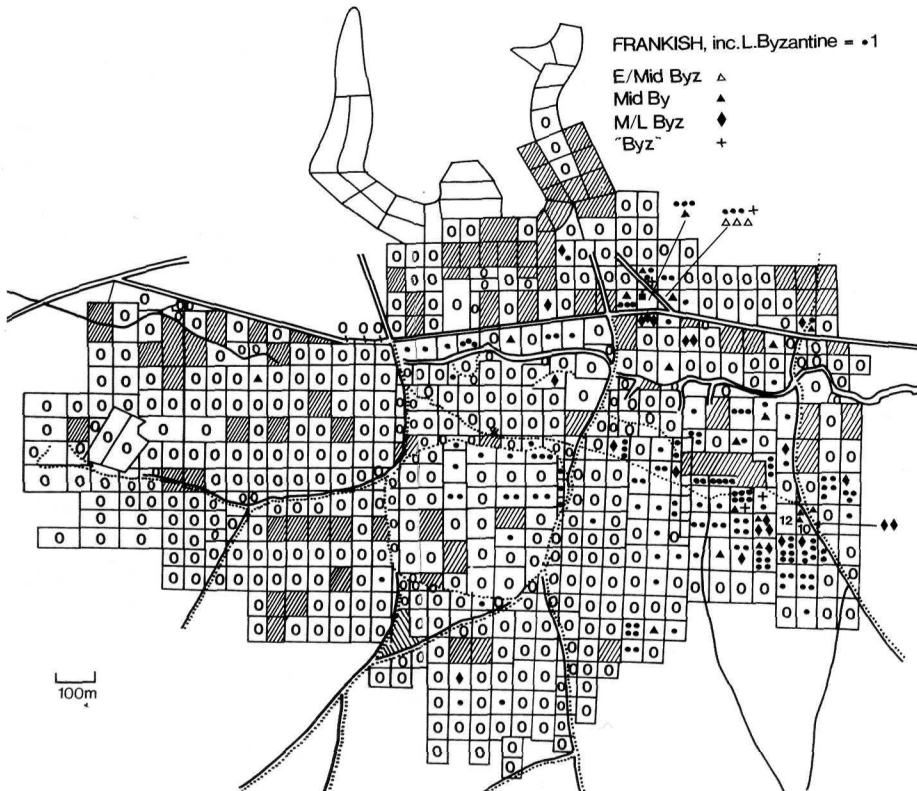 FRANKISH, inc. L. Byzantine = •1
E/Mid Byz △
Mid By ▲
M/L Byz ♦
"Byz" +
12
10
100m